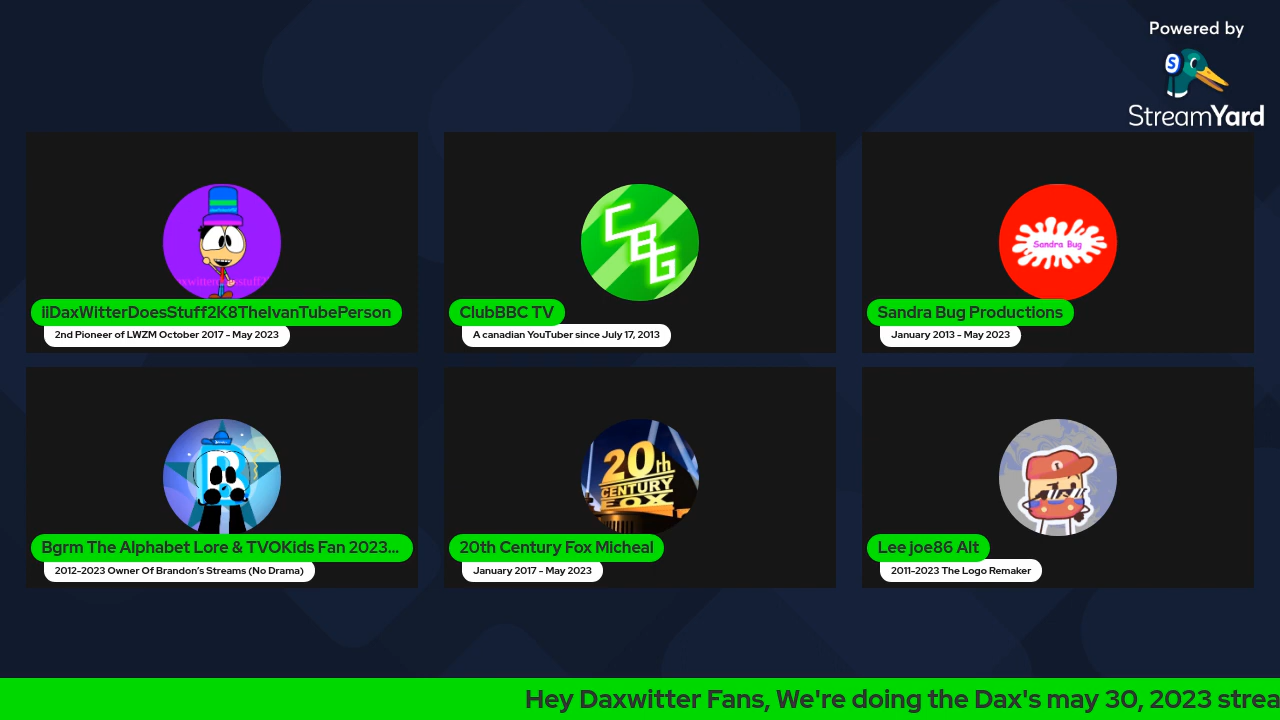 Powered by
S
StreamYard
iiDaxWitterDoesStuff2K8TheIvanTubePerson
2nd Pioneer of LWZM October 2017 - May 2023
CBG
ClubBBC TV
A canadian YouTuber since July 17, 2013
Sandra Bug
Sandra Bug Productions
January 2013 - May 2023
B
Bgrm The Alphabet Lore & TVOKids Fan 2023...
2012-2023 Owner Of Brandon's Streams (No Drama)
20th
CENTURY
FOX
20th Century Fox Micheal
January 2017 - May 2023
Lee joe86 Alt
2011-2023 The Logo Remaker
Hey Daxwitter Fans, We're doing the Dax's may 30, 2023 strea